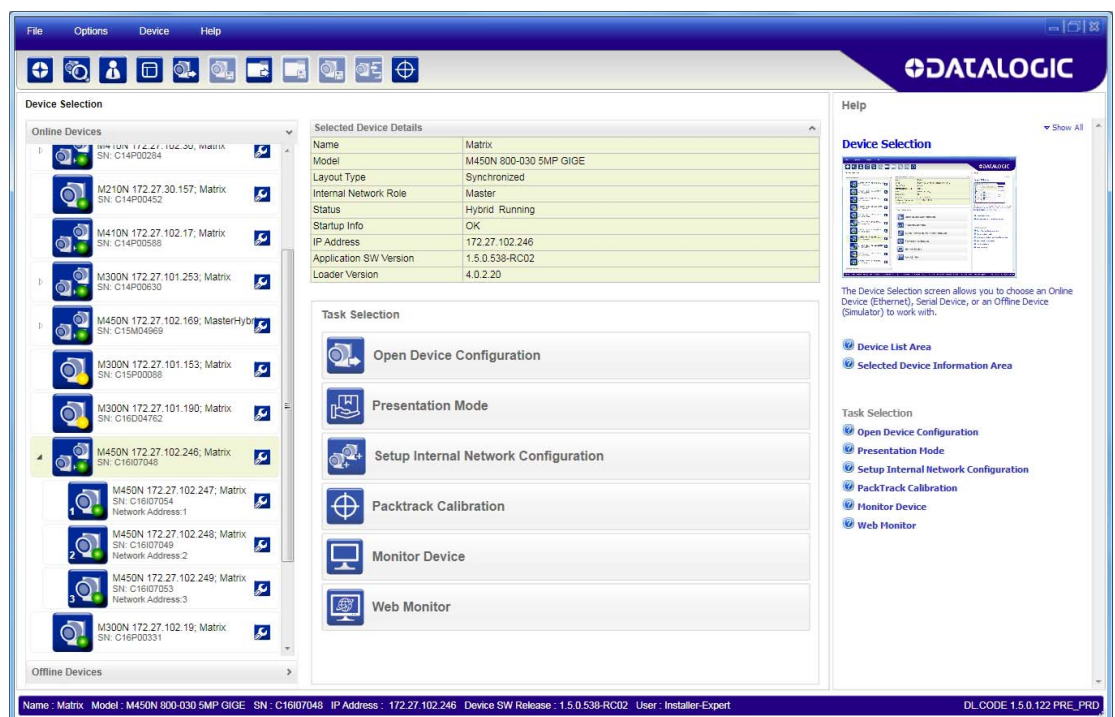 File Options Device Help
DATALOGIC
Device Selection
Online Devices
M410N 172.27.102.30; Matrix
SN: C14P00284
M210N 172.27.30.157; Matrix
SN: C14P00452
M410N 172.27.102.17; Matrix
SN: C14P00588
M300N 172.27.101.253; Matrix
SN: C14P00630
M450N 172.27.102.169; MasterHybr
SN: C15M04969
M300N 172.27.101.153; Matrix
SN: C15P00088
M300N 172.27.101.190; Matrix
SN: C16D04762
M450N 172.27.102.246; Matrix
SN: C16I07048
1
M450N 172.27.102.247; Matrix
SN: C16I07054
Network Address:1
2
M450N 172.27.102.248; Matrix
SN: C16I07049
Network Address:2
3
M450N 172.27.102.249; Matrix
SN: C16I07053
Network Address:3
M300N 172.27.102.19; Matrix
SN: C16P00331
Offline Devices
Selected Device Details
Name Matrix
Model M450N 800-030 5MP GIGE
Layout Type Synchronized
Internal Network Role Master
Status Hybrid Running
Startup Info OK
IP Address 172.27.102.246
Application SW Version 1.5.0.538-RC02
Loader Version 4.0.2.20
Task Selection
Open Device Configuration
Presentation Mode
Setup Internal Network Configuration
Packtrack Calibration
Monitor Device
Web Monitor
Help
Show All
Device Selection
The Device Selection screen allows you to choose an Online
Device (Ethernet), Serial Device, or an Offline Device
(Simulator) to work with.
Device List Area
Selected Device Information Area
Task Selection
Open Device Configuration
Presentation Mode
Setup Internal Network Configuration
PackTrack Calibration
Monitor Device
Web Monitor
Name : Matrix Model : M450N 800-030 5MP GIGE SN : C16I07048 IP Address : 172.27.102.246 Device SW Release : 1.5.0.538-RC02 User : Installer-Expert DL.CODE 1.5.0.122 PRE_PRD